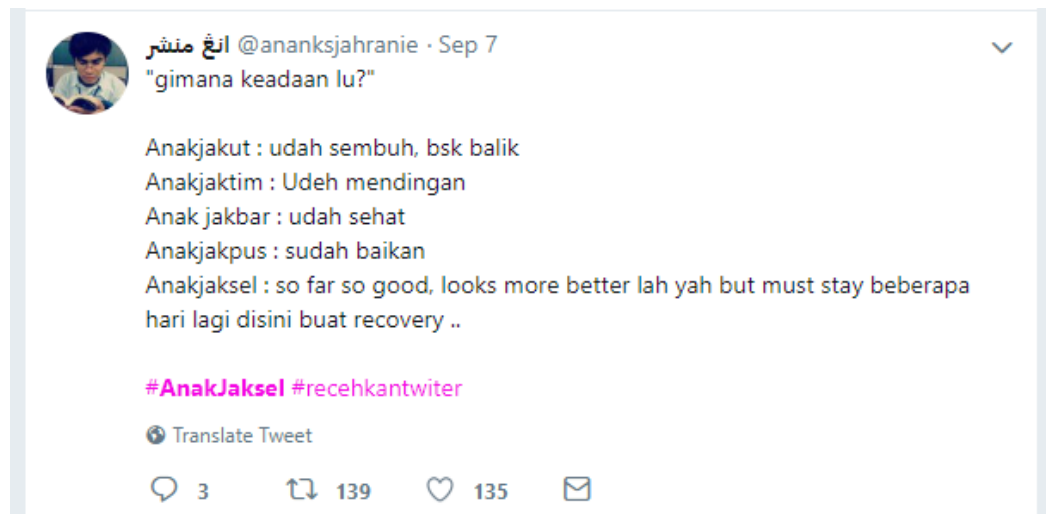 انڠ منشر @ananksjahranie · Sep 7
"gimana keadaan lu?"
Anakjakut : udah sembuh, bsk balik
Anakjaktim : Udeh mendingan
Anak jakbar : udah sehat
Anakjakpus : sudah baikan
Anakjaksel : so far so good, looks more better lah yah but must stay beberapa
hari lagi disini buat recovery ..
#AnakJaksel #recehkantwiter
Translate Tweet
3 139 135